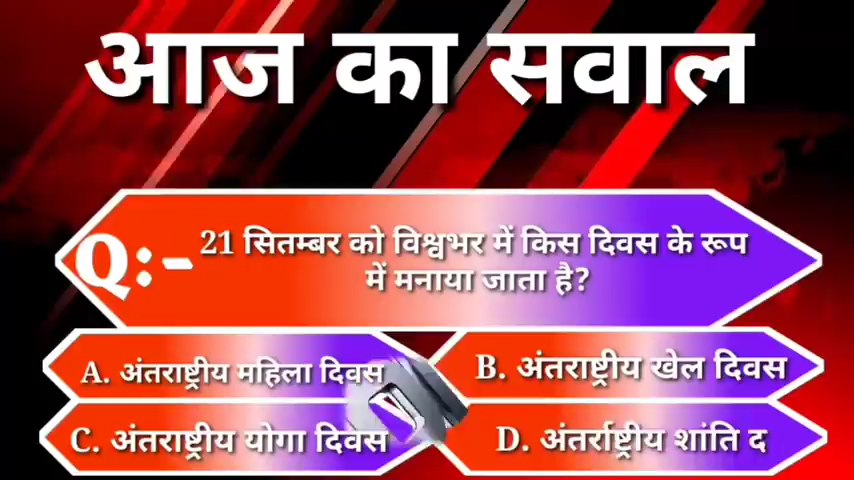 आज का सवाल
Q:- 21 सितम्बर को विश्वभर में किस दिवस के रूप
में मनाया जाता है?
A. अंतराष्ट्रीय महिला दिवस
B. अंतराष्ट्रीय खेल दिवस
C. अंतराष्ट्रीय योगा दिवस
D. अंतर्राष्ट्रीय शांति द